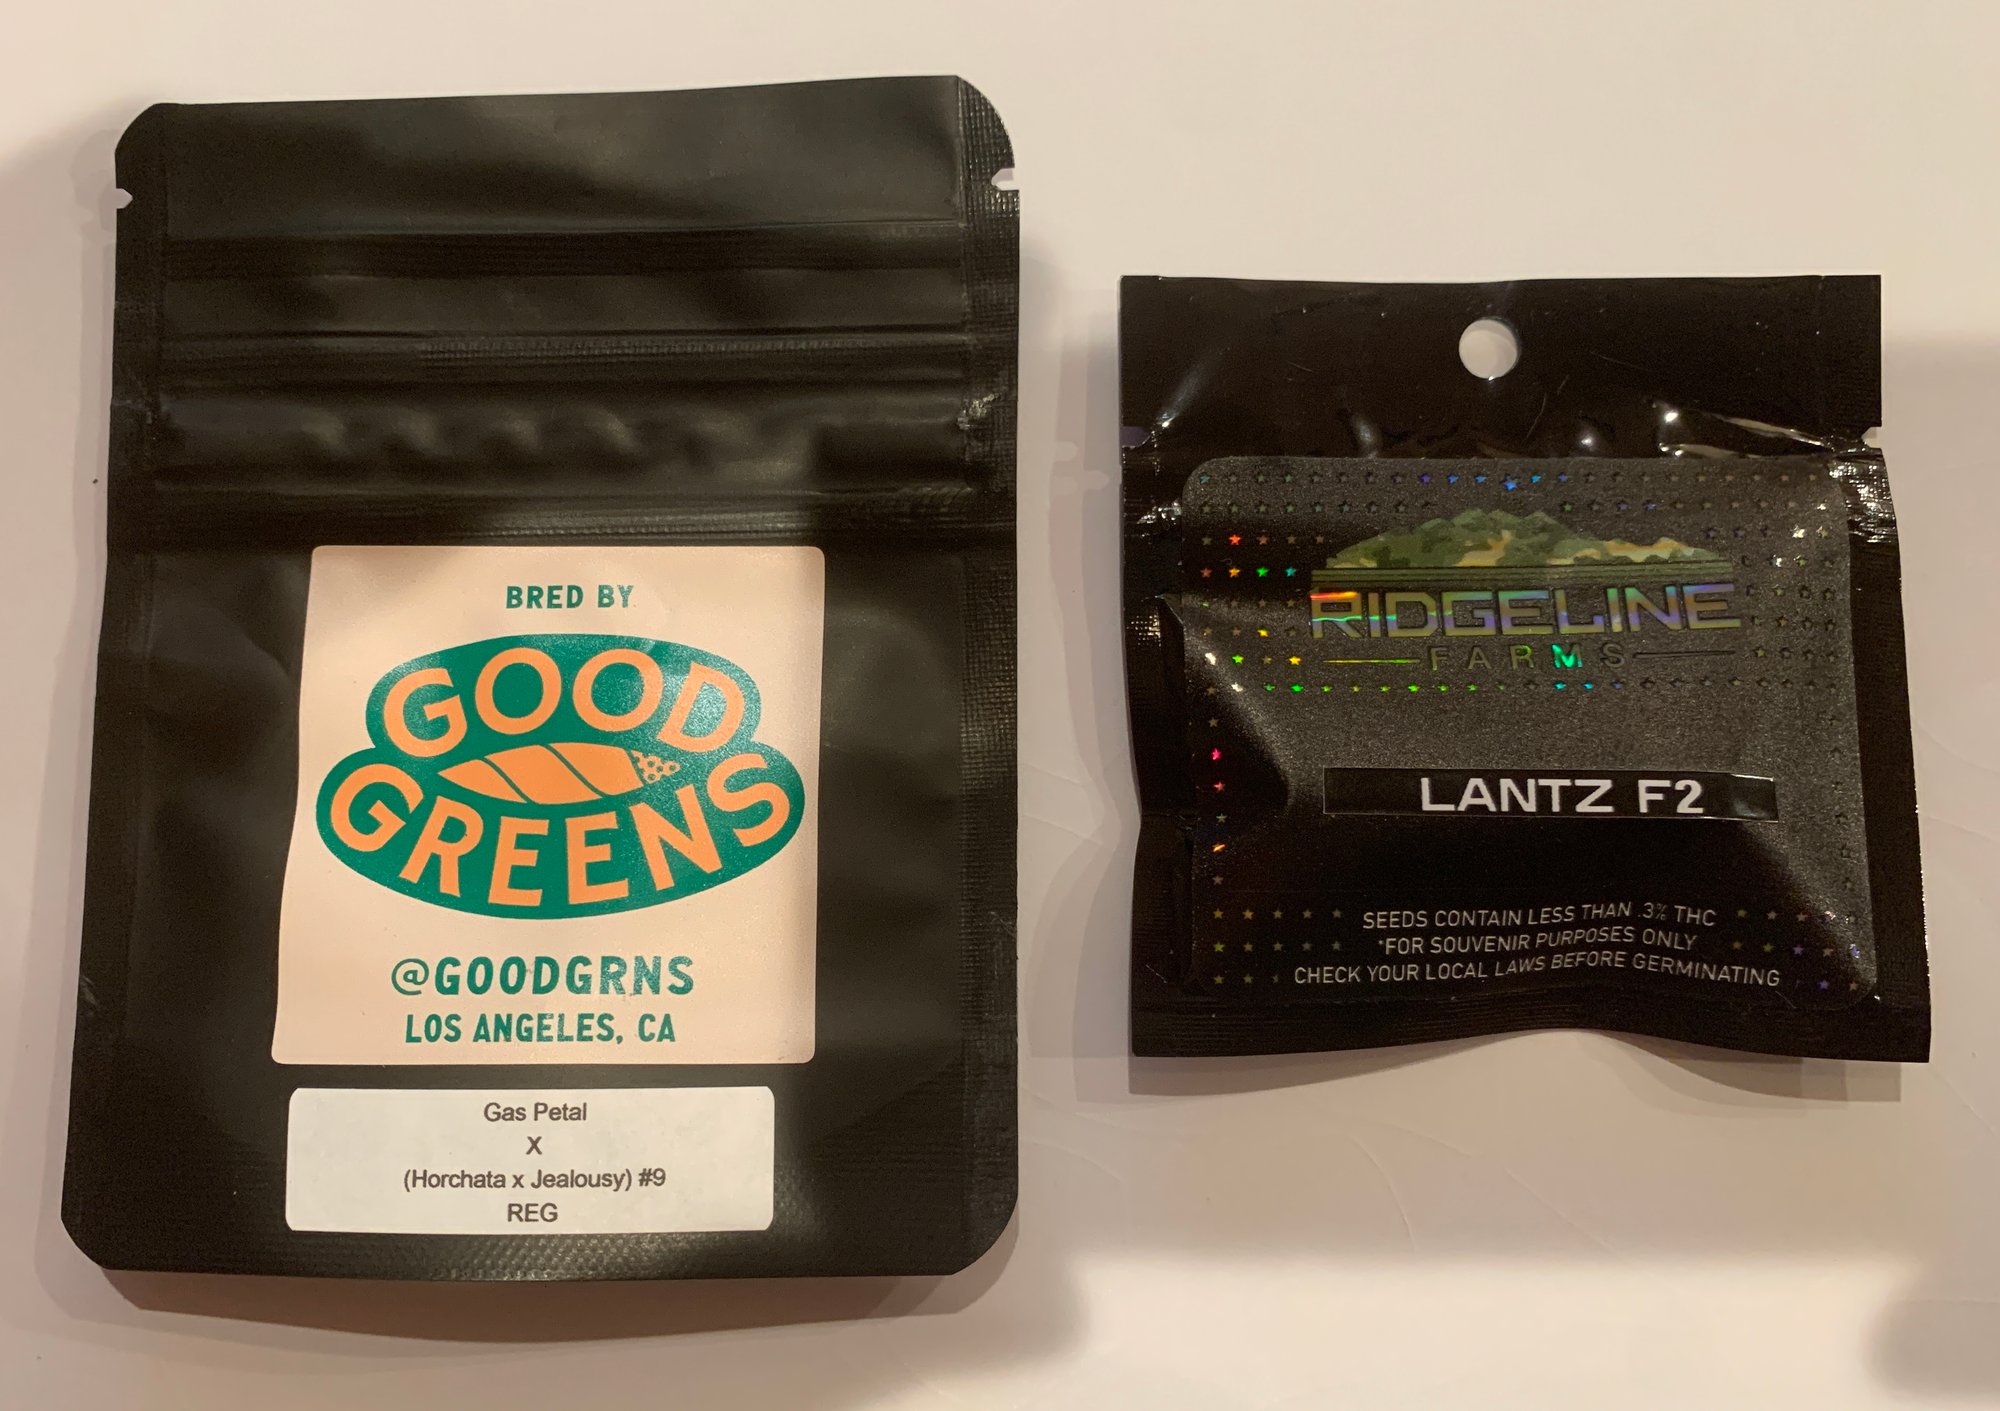 BRED BY
GOOD
GREENS
@GOODGRNS
LOS ANGELES, CA
Gas Petal
X
(Horchata x Jealousy) #9
REG
RIDGELINE
FARMS
LANTZ F2
SEEDS CONTAIN LESS THAN .3% THC
*FOR SOUVENIR PURPOSES ONLY
CHECK YOUR LOCAL LAWS BEFORE GERMINATING